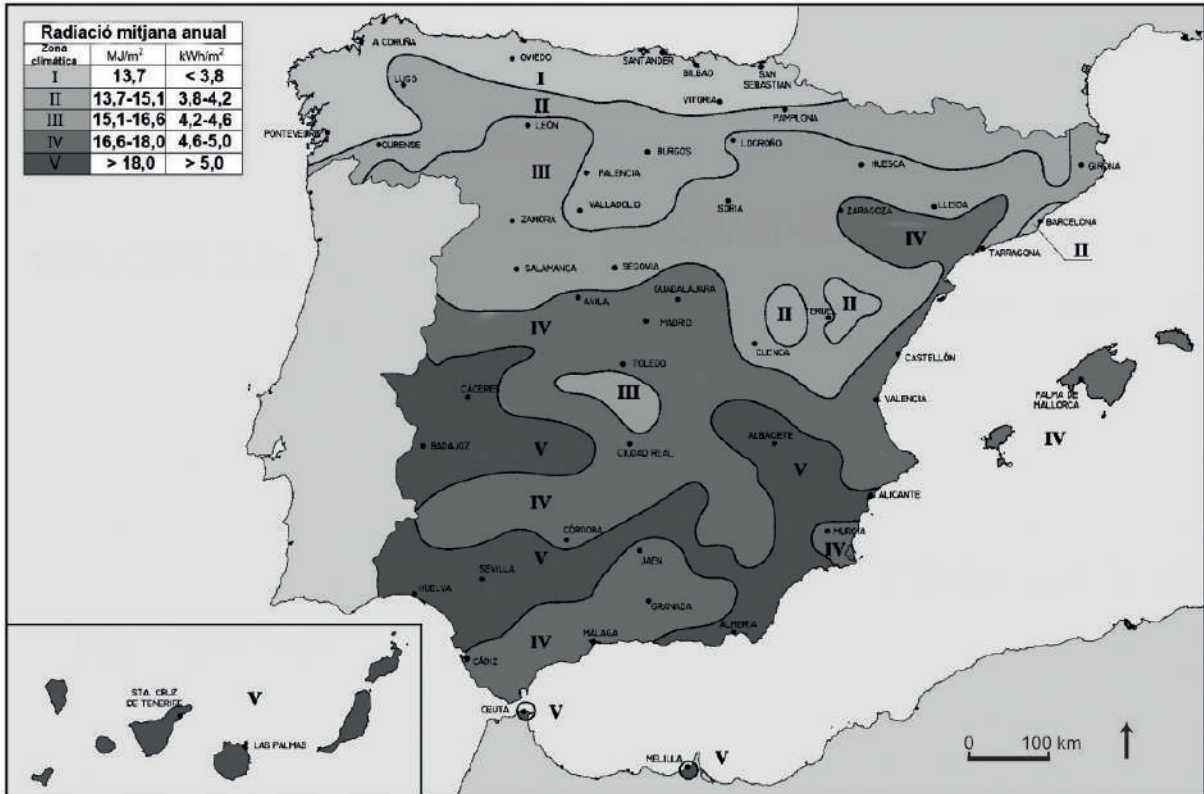 Radiació mitjana anual
Zona climática MJ/m² kWh/m²
I 13,7 < 3,8
II 13,7-15,1 3,8-4,2
III 15,1-16,6 4,2-4,6
IV 16,6-18,0 4,6-5,0
V > 18,0 > 5,0
A CORUÑA
OVIEDO
SANTANDER
BILBAO
SAN SEBASTIAN
LUGO
I
II
VITORIA
PAMPLONA
PONTEVEDRA
OURENSE
LEÓN
BURGOS
LOGROÑO
HUESCA
GIRONA
III
PALENCIA
VALLADOLID
SORIA
ZARAGOZA
LLEIDA
BARCELONA
ZAMORA
IV
TARRAGONA
II
SALAMANCA
SEGOVIA
AVILA
GUADALAJARA
II
TERUEL
II
IV
MADRID
CUENCA
CASTELLÓN
TOLEDO
CÁCERES
III
VALENCIA
PALMA DE MALLORCA
IV
BADAJOZ
V
CIUDAD REAL
ALBACETE
V
IV
ALICANTE
CÓRDOBA
MURCIA
IV
V
JAÉN
SEVILLA
HUELVA
GRANADA
ALMERIA
MÁLAGA
IV
CÁDIZ
STA. CRUZ DE TENERIFE
V
LAS PALMAS
CEUTA
V
MELILLA
V
0 100 km